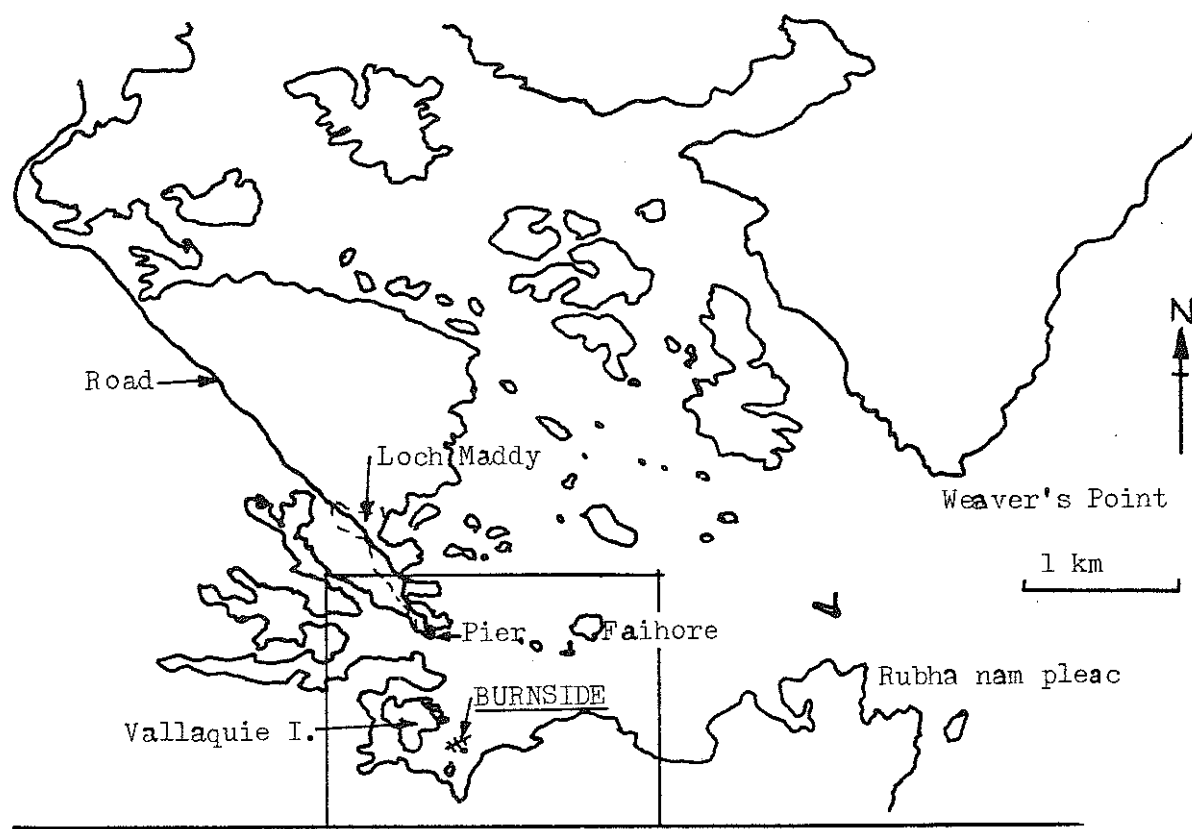 N
Road
Loch Maddy
Weaver's Point
1 km
Pier
Faihore
Rubha nam pleac
BURNSIDE
Vallaquie I.